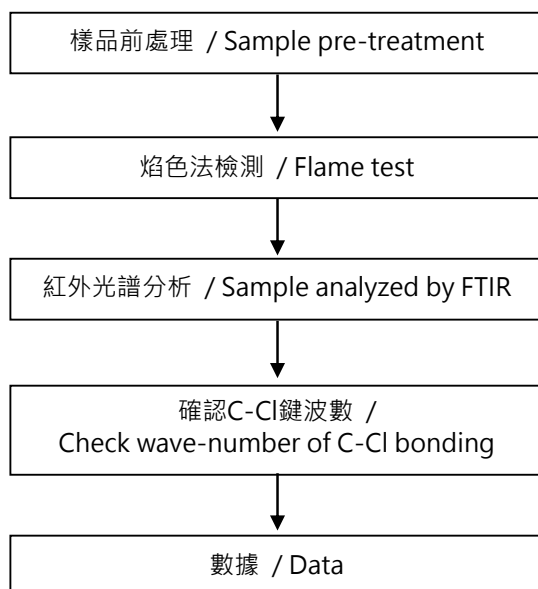 樣品前處理 / Sample pre-treatment
焰色法檢測 / Flame test
紅外光譜分析 / Sample analyzed by FTIR
確認C-Cl鍵波數 /
Check wave-number of C-Cl bonding
數據 / Data